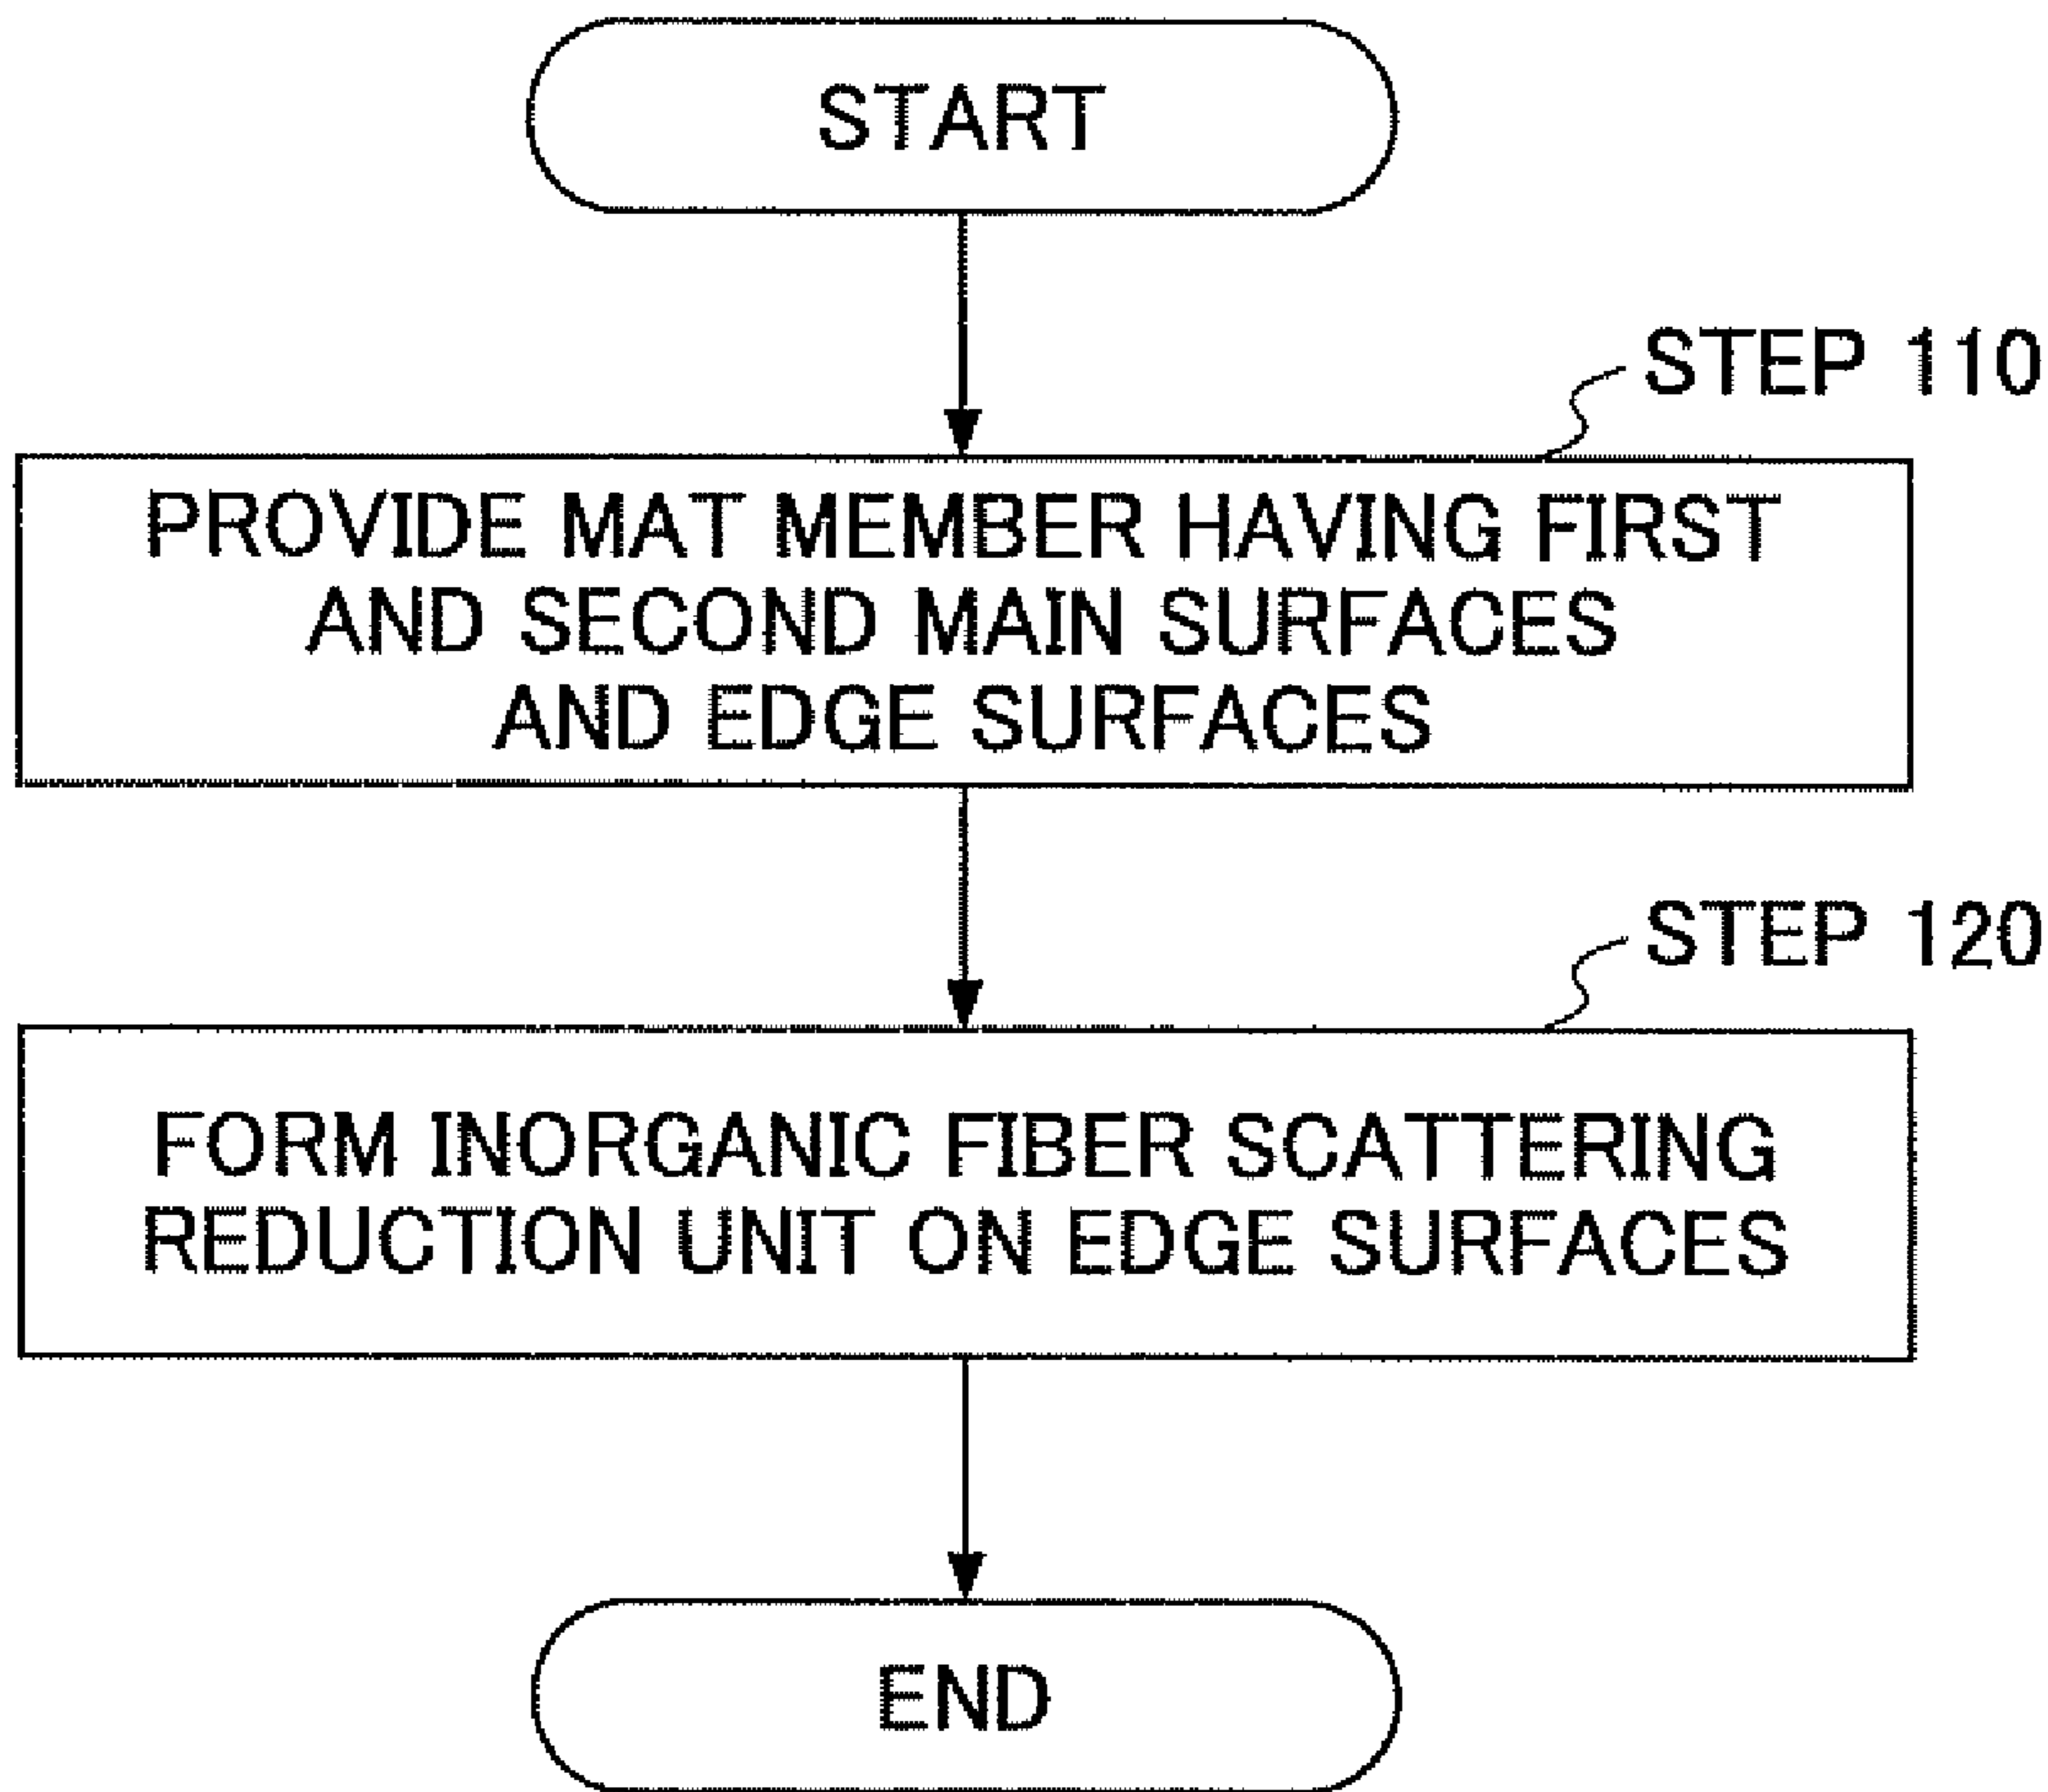 START
STEP 110
PROVIDE MAT MEMBER HAVING FIRST
AND SECOND MAIN SURFACES
AND EDGE SURFACES
STEP 120
FORM INORGANIC FIBER SCATTERING
REDUCTION UNIT ON EDGE SURFACES
END